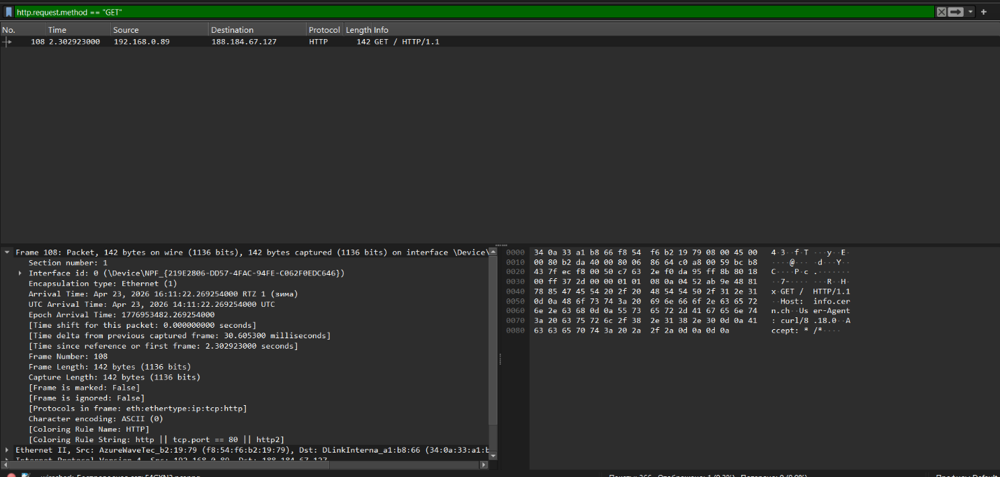 http.request.method == "GET"
No. Time Source Destination Protocol Length Info
108 2.302923000 192.168.0.89 188.184.67.127 HTTP 142 GET / HTTP/1.1
Frame 108: Packet, 142 bytes on wire (1136 bits), 142 bytes captured (1136 bits) on interface \Device\
Section number: 1
Interface id: 0 (\Device\NPF_{219E2806-DD57-4FAC-94FE-C062F0EDC646})
Encapsulation type: Ethernet (1)
Arrival Time: Apr 23, 2026 16:11:22.269254000 RTZ 1 (зима)
UTC Arrival Time: Apr 23, 2026 14:11:22.269254000 UTC
Epoch Arrival Time: 1776953482.269254000
[Time shift for this packet: 0.000000000 seconds]
[Time delta from previous captured frame: 30.605300 milliseconds]
[Time since reference or first frame: 2.302923000 seconds]
Frame Number: 108
Frame Length: 142 bytes (1136 bits)
Capture Length: 142 bytes (1136 bits)
[Frame is marked: False]
[Frame is ignored: False]
[Protocols in frame: eth:ethertype:ip:tcp:http]
Character encoding: ASCII (0)
[Coloring Rule Name: HTTP]
[Coloring Rule String: http || tcp.port == 80 || http2]
Ethernet II, Src: AzureWaveTec_b2:19:79 (f8:54:f6:b2:19:79), Dst: DLinkInterna_a1:b8:66 (34:0a:33:a1:b
Internet Protocol Version 4, Src: 192.168.0.89, Dst: 188.184.67.127
0000 34 0a 33 a1 b8 66 f8 54 f6 b2 19 79 08 00 45 00 4·3··f·T ···y··E·
0010 00 80 b2 da 40 00 80 06 86 64 c0 a8 00 59 bc b8 ····@··· ·d···Y··
0020 43 7f ec f8 00 50 c7 63 2e f0 da 95 ff 8b 80 18 C····P·c .·······
0030 00 ff 37 2d 00 00 01 01 08 0a 04 52 ab 9e 48 81 ··7-···· ···R··H·
0040 78 85 47 45 54 20 2f 20 48 54 54 50 2f 31 2e 31 x·GET / HTTP/1.1
0050 0d 0a 48 6f 73 74 3a 20 69 6e 66 6f 2e 63 65 72 ··Host: info.cer
0060 6e 2e 63 68 0d 0a 55 73 65 72 2d 41 67 65 6e 74 n.ch··Us er-Agent
0070 3a 20 63 75 72 6c 2f 38 2e 31 38 2e 30 0d 0a 41 : curl/8 .18.0··A
0080 63 63 65 70 74 3a 20 2a 2f 2a 0d 0a 0d 0a ccept: * /*····